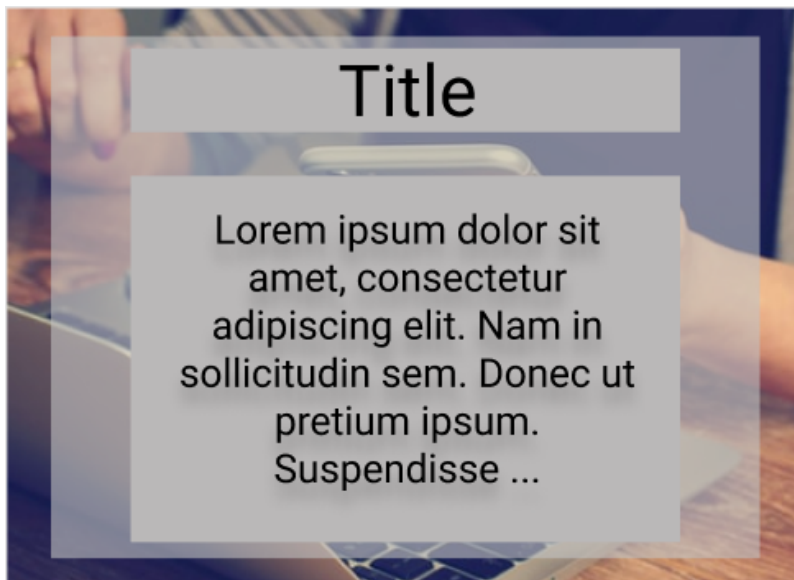 Title
Lorem ipsum dolor sit
amet, consectetur
adipiscing elit. Nam in
sollicitudin sem. Donec ut
pretium ipsum.
Suspendisse ...